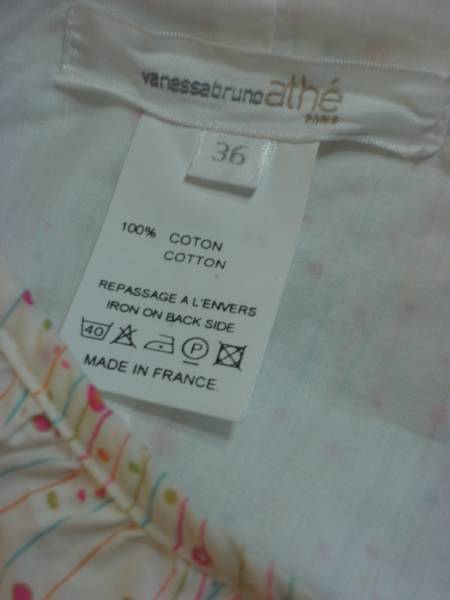 vanessabruno athé
PARIS
36
100% COTON
COTTON
REPASSAGE A L'ENVERS
IRON ON BACK SIDE
40 P
MADE IN FRANCE.